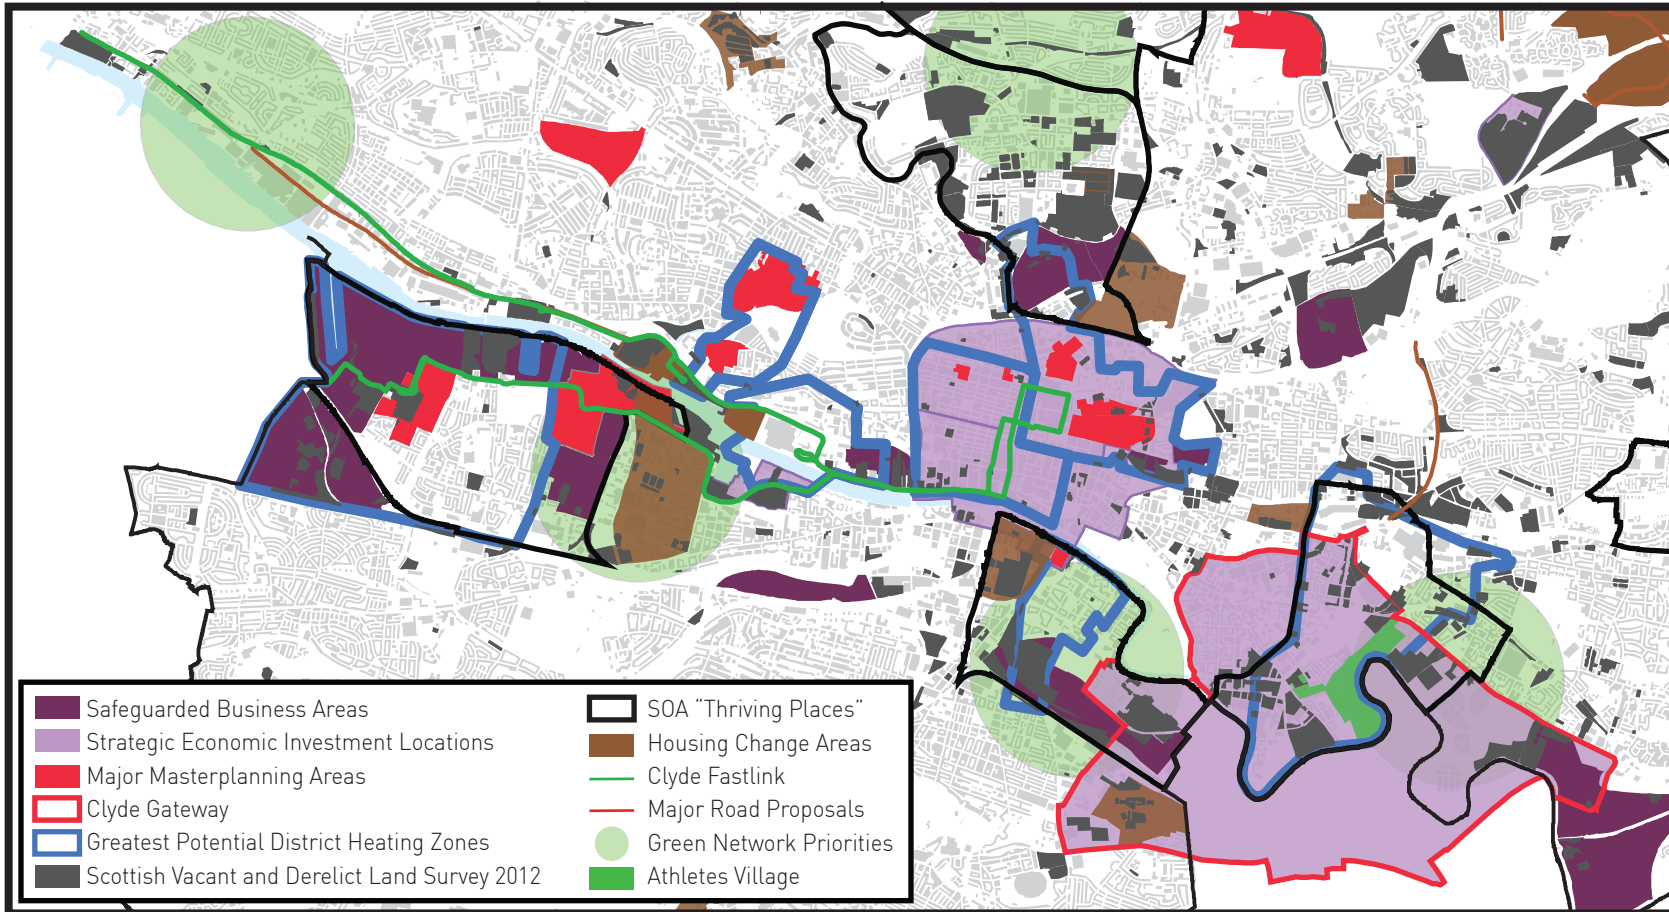 Safeguarded Business Areas
Strategic Economic Investment Locations
Major Masterplanning Areas
Clyde Gateway
Greatest Potential District Heating Zones
Scottish Vacant and Derelict Land Survey 2012
SOA “Thriving Places”
Housing Change Areas
Clyde Fastlink
Major Road Proposals
Green Network Priorities
Athletes Village